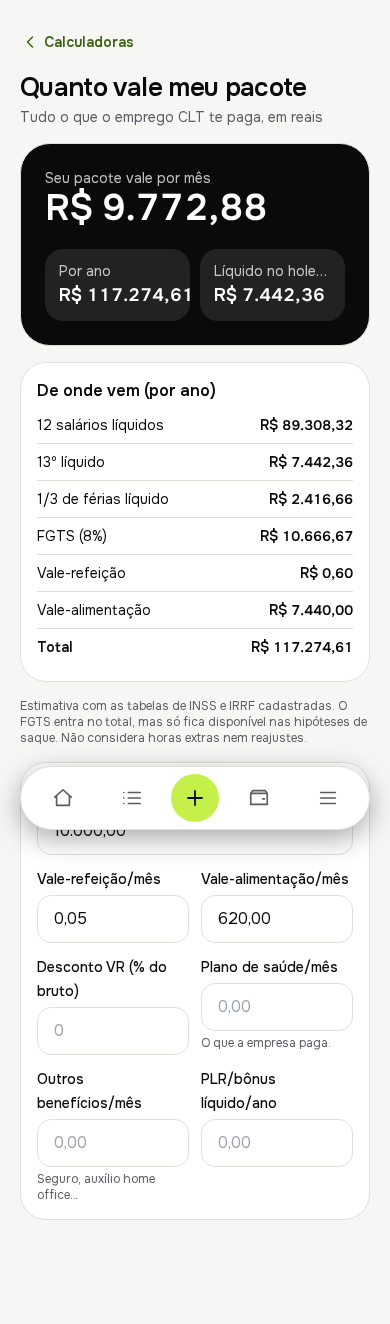 Calculadoras
Quanto vale meu pacote
Tudo o que o emprego CLT te paga, em reais
Seu pacote vale por mês
R$ 9.772,88
Por ano
R$ 117.274,61
Líquido no hole...
R$ 7.442,36
De onde vem (por ano)
12 salários líquidos R$ 89.308,32
13º líquido R$ 7.442,36
1/3 de férias líquido R$ 2.416,66
FGTS (8%) R$ 10.666,67
Vale-refeição R$ 0,60
Vale-alimentação R$ 7.440,00
Total R$ 117.274,61
Estimativa com as tabelas de INSS e IRRF cadastradas. O
FGTS entra no total, mas só fica disponível nas hipóteses de
saque. Não considera horas extras nem reajustes.
10.000,00
Vale-refeição/mês
0,05
Vale-alimentação/mês
620,00
Desconto VR (% do
bruto)
0
Plano de saúde/mês
0,00
O que a empresa paga.
Outros
benefícios/mês
0,00
Seguro, auxílio home
office...
PLR/bônus
líquido/ano
0,00